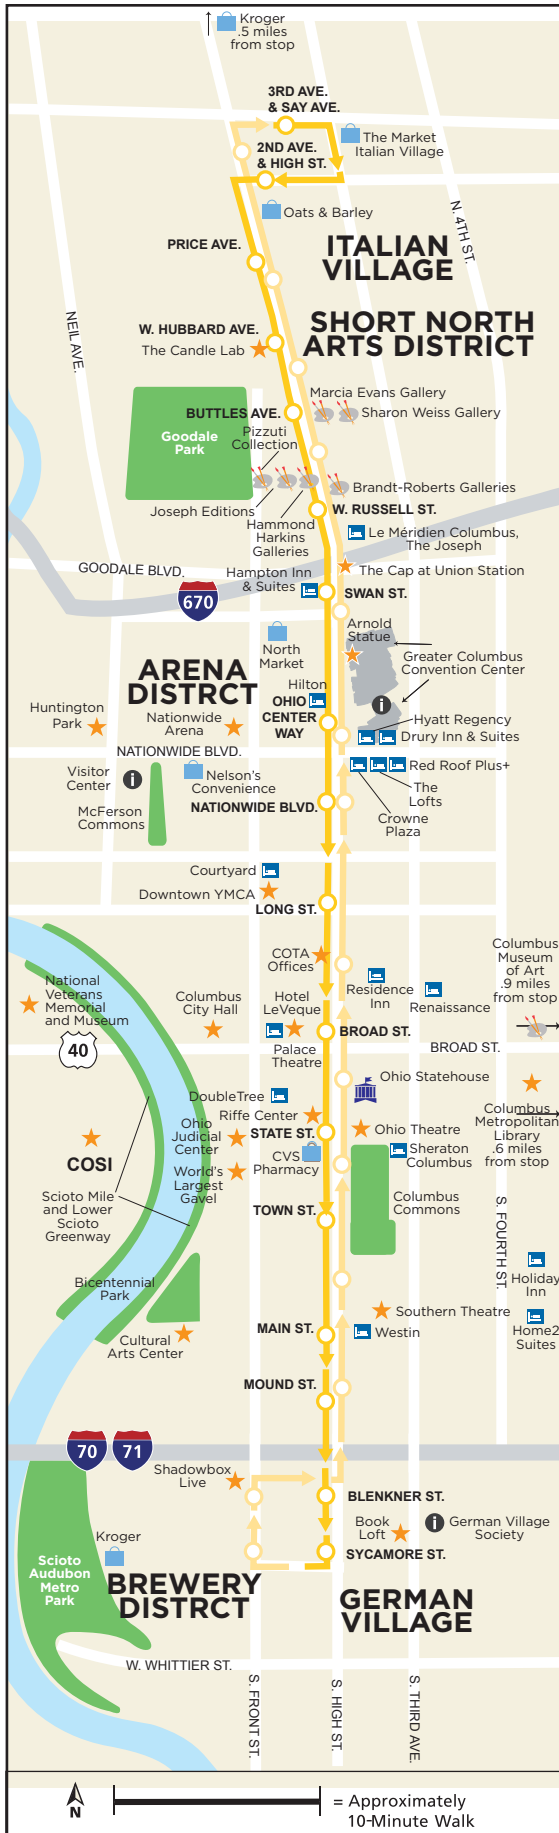 Kroger
.5 miles
from stop
3RD AVE.
& SAY AVE.
The Market
Italian Village
2ND AVE.
& HIGH ST.
Oats & Barley
N. 4TH ST.
PRICE AVE.
ITALIAN
VILLAGE
NEIL AVE.
W. HUBBARD AVE.
The Candle Lab
SHORT NORTH
ARTS DISTRICT
Marcia Evans Gallery
BUTTLES AVE.
Sharon Weiss Gallery
Goodale
Park
Pizzuti
Collection
Brandt-Roberts Galleries
Joseph Editions
Hammond
Harkins
Galleries
W. RUSSELL ST.
Le Méridien Columbus,
The Joseph
GOODALE BLVD.
Hampton Inn
& Suites
The Cap at Union Station
SWAN ST.
670
Arnold
Statue
North
Market
Greater Columbus
Convention Center
ARENA
DISTRCT
Hilton
OHIO
CENTER
WAY
Huntington
Park
Nationwide
Arena
Hyatt Regency
Drury Inn & Suites
NATIONWIDE BLVD.
Visitor
Center
Nelson's
Convenience
Red Roof Plus+
The
Lofts
Crowne
Plaza
McFerson
Commons
NATIONWIDE BLVD.
Courtyard
Downtown YMCA
LONG ST.
COTA
Offices
Columbus
Museum
of Art
.9 miles
from stop
National
Veterans
Memorial
and Museum
Columbus
City Hall
Hotel
LeVeque
Residence
Inn
Renaissance
BROAD ST.
40
Palace
Theatre
BROAD ST.
Ohio Statehouse
DoubleTree
Riffe Center
Columbus
Metropolitan
Library
.6 miles
from stop
Ohio
Judicial
Center
STATE ST.
Ohio Theatre
COSI
CVS
Pharmacy
Sheraton
Columbus
World's
Largest
Gavel
Scioto Mile
and Lower
Scioto
Greenway
TOWN ST.
Columbus
Commons
S. FOURTH ST.
Bicentennial
Park
Holiday
Inn
Southern Theatre
Cultural
Arts Center
MAIN ST.
Westin
Home2
Suites
MOUND ST.
70
71
Shadowbox
Live
BLENKNER ST.
Book
Loft
German Village
Society
Kroger
SYCAMORE ST.
Scioto
Audubon
Metro
Park
BREWERY
DISTRCT
GERMAN
VILLAGE
W. WHITTIER ST.
S. FRONT ST.
S. HIGH ST.
S. THIRD AVE.
N
= Approximately
10-Minute Walk